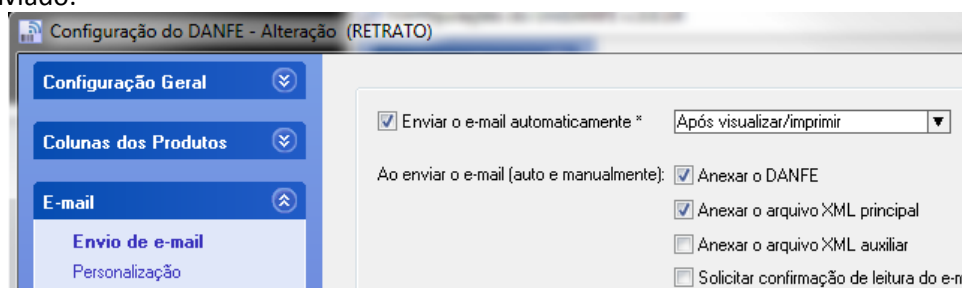 Configuração do DANFE - Alteração (RETRATO)
Configuração Geral
Colunas dos Produtos
E-mail
Envio de e-mail
Personalização
Enviar o e-mail automaticamente * Após visualizar/imprimir
Ao enviar o e-mail (auto e manualmente): Anexar o DANFE
Anexar o arquivo XML principal
Anexar o arquivo XML auxiliar
Solicitar confirmação de leitura do